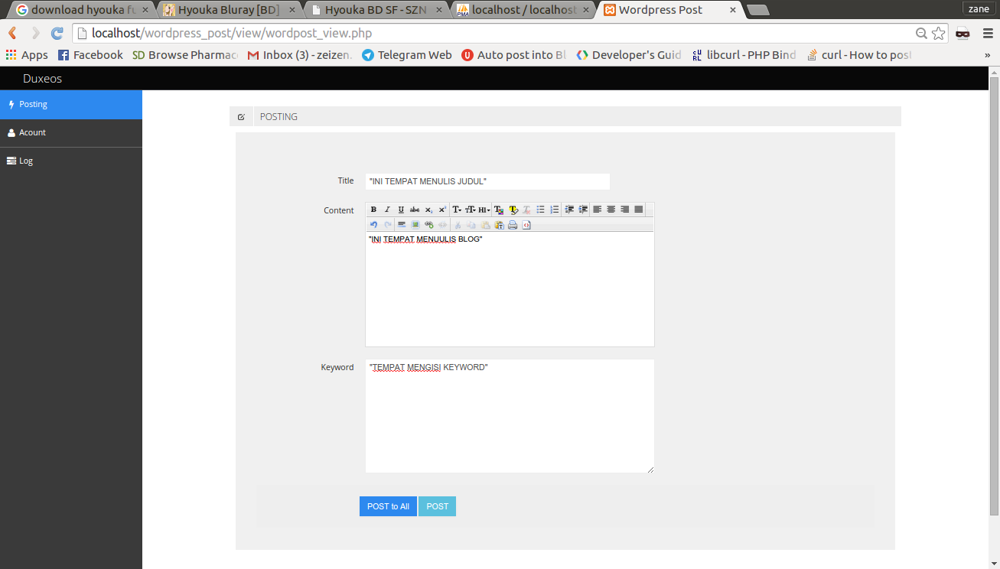 download hyouka fu
Hyouka Bluray [BD]
Hyouka BD SF - SZN
localhost / localhost
Wordpress Post
zane
localhost/wordpress_post/view/wordpost_view.php
Apps
Facebook
SD Browse Pharmac
Inbox (3) - zeizen.
Telegram Web
Auto post into Bl
Developer's Guid
libcurl - PHP Bind
curl - How to post
»
Duxeos
Posting
Acount
Log
POSTING
Title
"INI TEMPAT MENULIS JUDUL"
Content
"INI TEMPAT MENUULIS BLOG"
Keyword
"TEMPAT MENGISI KEYWORD"
POST to All
POST